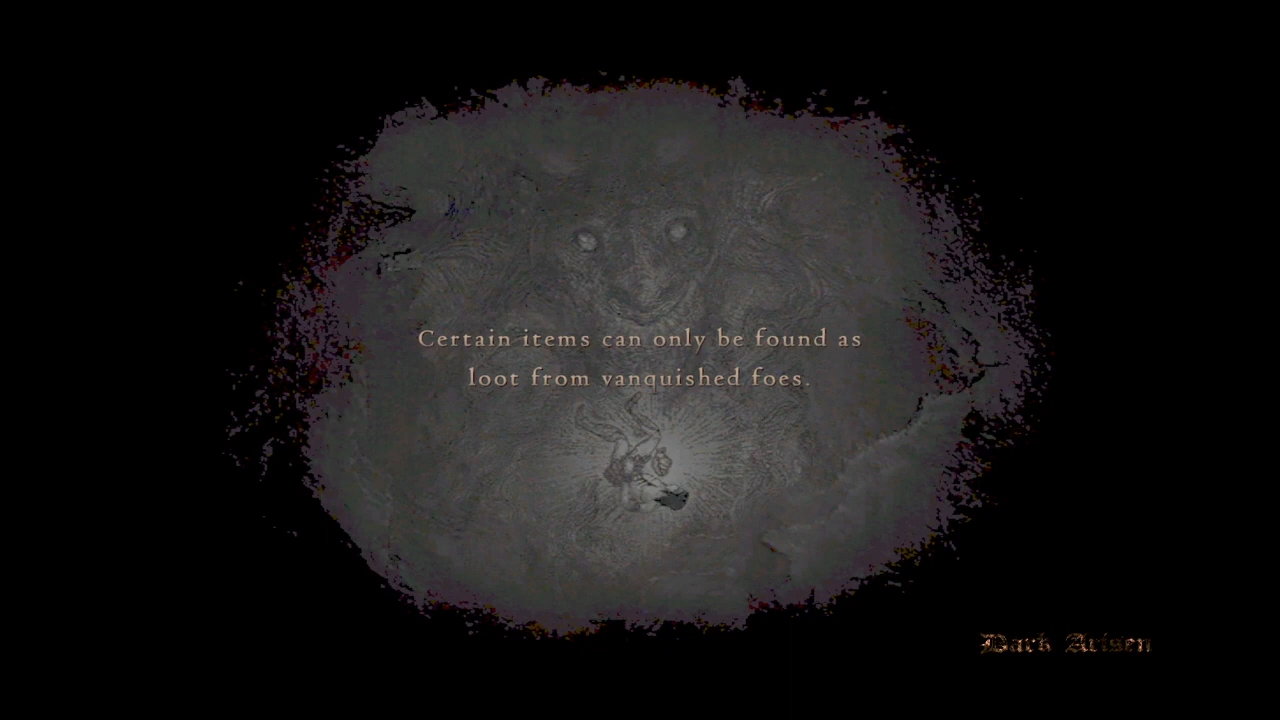 Certain items can only be found as
loot from vanquished foes.
Dark Arisen